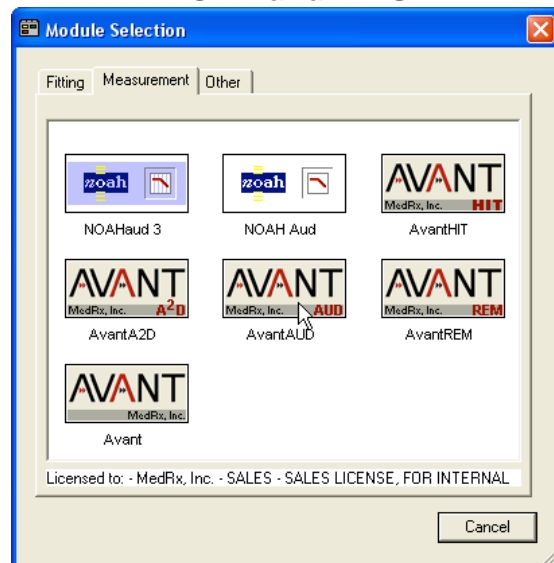 Module Selection
Fitting Measurement Other
noah noah AVANT
MedRx, Inc. HIT
NOAHaud 3 NOAH Aud AvantHIT
AVANT AVANT AVANT
MedRx, Inc. A2D MedRx, Inc. AUD MedRx, Inc. REM
AvantA2D AvantAUD AvantREM
AVANT
MedRx, Inc.
Avant
Licensed to: - MedRx, Inc. - SALES - SALES LICENSE, FOR INTERNAL
Cancel